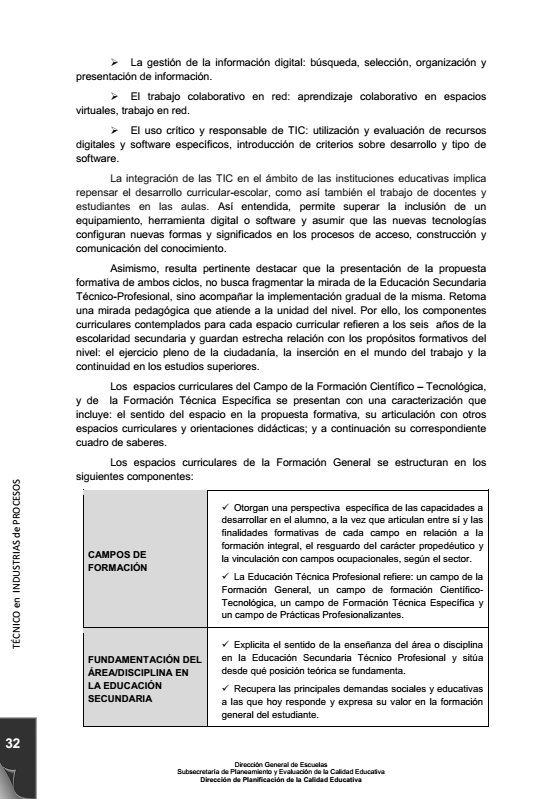 ➢ La gestión de la información digital: búsqueda, selección, organización y
presentación de información.
➢ El trabajo colaborativo en red: aprendizaje colaborativo en espacios
virtuales, trabajo en red.
➢ El uso crítico y responsable de TIC: utilización y evaluación de recursos
digitales y software específicos, introducción de criterios sobre desarrollo y tipo de
software.
La integración de las TIC en el ámbito de las instituciones educativas implica
repensar el desarrollo curricular-escolar, como así también el trabajo de docentes y
estudiantes en las aulas. Así entendida, permite superar la inclusión de un
equipamiento, herramienta digital o software y asumir que las nuevas tecnologías
configuran nuevas formas y significados en los procesos de acceso, construcción y
comunicación del conocimiento.
Asimismo, resulta pertinente destacar que la presentación de la propuesta
formativa de ambos ciclos, no busca fragmentar la mirada de la Educación Secundaria
Técnico-Profesional, sino acompañar la implementación gradual de la misma. Retoma
una mirada pedagógica que atiende a la unidad del nivel. Por ello, los componentes
curriculares contemplados para cada espacio curricular refieren a los seis años de la
escolaridad secundaria y guardan estrecha relación con los propósitos formativos del
nivel: el ejercicio pleno de la ciudadanía, la inserción en el mundo del trabajo y la
continuidad en los estudios superiores.
Los espacios curriculares del Campo de la Formación Científico – Tecnológica,
y de la Formación Técnica Específica se presentan con una caracterización que
incluye: el sentido del espacio en la propuesta formativa, su articulación con otros
espacios curriculares y orientaciones didácticas; y a continuación su correspondiente
cuadro de saberes.
Los espacios curriculares de la Formación General se estructuran en los
siguientes componentes:
CAMPOS DE
FORMACIÓN
✓ Otorgan una perspectiva específica de las capacidades a
desarrollar en el alumno, a la vez que articulan entre sí y las
finalidades formativas de cada campo en relación a la
formación integral, el resguardo del carácter propedéutico y
la vinculación con campos ocupacionales, según el sector.
✓ La Educación Técnica Profesional refiere: un campo de la
Formación General, un campo de formación Científico-
Tecnológica, un campo de Formación Técnica Específica y
un campo de Prácticas Profesionalizantes.
FUNDAMENTACIÓN DEL
ÁREA/DISCIPLINA EN
LA EDUCACIÓN
SECUNDARIA
✓ Explicita el sentido de la enseñanza del área o disciplina
en la Educación Secundaria Técnico Profesional y sitúa
desde qué posición teórica se fundamenta.
✓ Recupera las principales demandas sociales y educativas
a las que hoy responde y expresa su valor en la formación
general del estudiante.
TÉCNICO en INDUSTRIAS de PROCESOS
32
Dirección General de Escuelas
Subsecretaría de Planeamiento y Evaluación de la Calidad Educativa
Dirección de Planificación de la Calidad Educativa